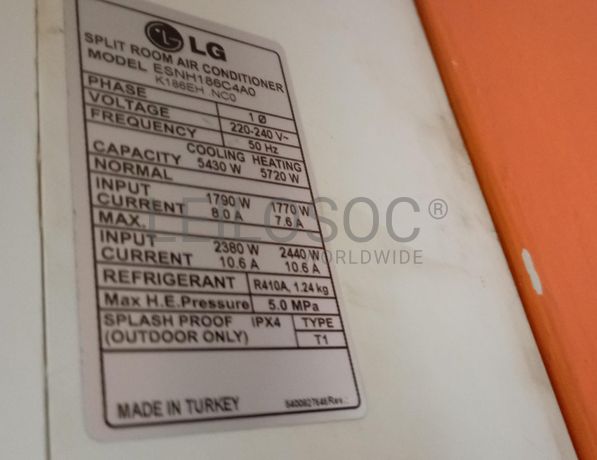 LG
SPLIT ROOM AIR CONDITIONER
MODEL ESNH186C4A0
K186EH NC0
PHASE 1 Ø
VOLTAGE 220-240 V~
FREQUENCY 50 Hz
CAPACITY COOLING HEATING
NORMAL 5430 W 5720 W
INPUT 1790 W 1770 W
CURRENT 8.0 A 7.6 A
MAX.
INPUT 2380 W 2440 W
CURRENT 10.6 A 10.6 A
REFRIGERANT R410A, 1.24 kg
Max H.E.Pressure 5.0 MPa
SPLASH PROOF IPX4 TYPE
(OUTDOOR ONLY) T1
MADE IN TURKEY
LEILOSOC®
WORLDWIDE